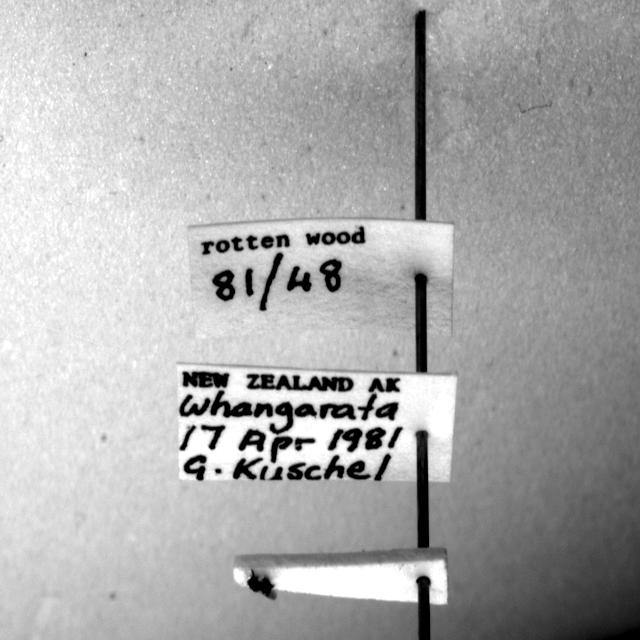 rotten wood
81/48
NEW ZEALAND AK
Whangarata
17 Apr 1981
G. Kuschel